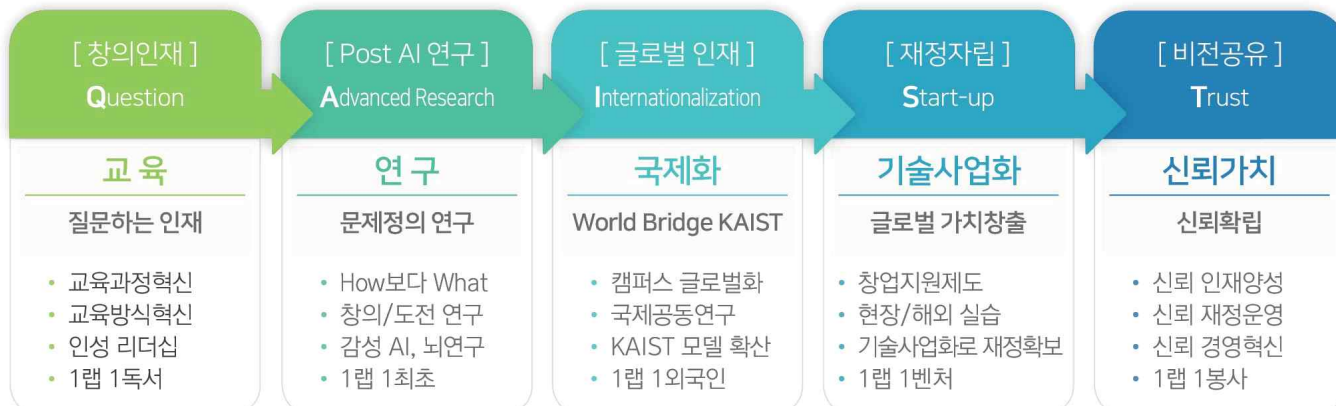 [ 창의인재 ]
Question
교 육
질문하는 인재
• 교육과정혁신
• 교육방식혁신
• 인성 리더십
• 1랩 1독서
[ Post AI 연구 ]
Advanced Research
연 구
문제정의 연구
• How보다 What
• 창의/도전 연구
• 감성 AI, 뇌연구
• 1랩 1최초
[ 글로벌 인재 ]
Internationalization
국제화
World Bridge KAIST
• 캠퍼스 글로벌화
• 국제공동연구
• KAIST 모델 확산
• 1랩 1외국인
[ 재정자립 ]
Start-up
기술사업화
글로벌 가치창출
• 창업지원제도
• 현장/해외 실습
• 기술사업화로 재정확보
• 1랩 1벤처
[ 비전공유 ]
Trust
신뢰가치
신뢰확립
• 신뢰 인재양성
• 신뢰 재정운영
• 신뢰 경영혁신
• 1랩 1봉사